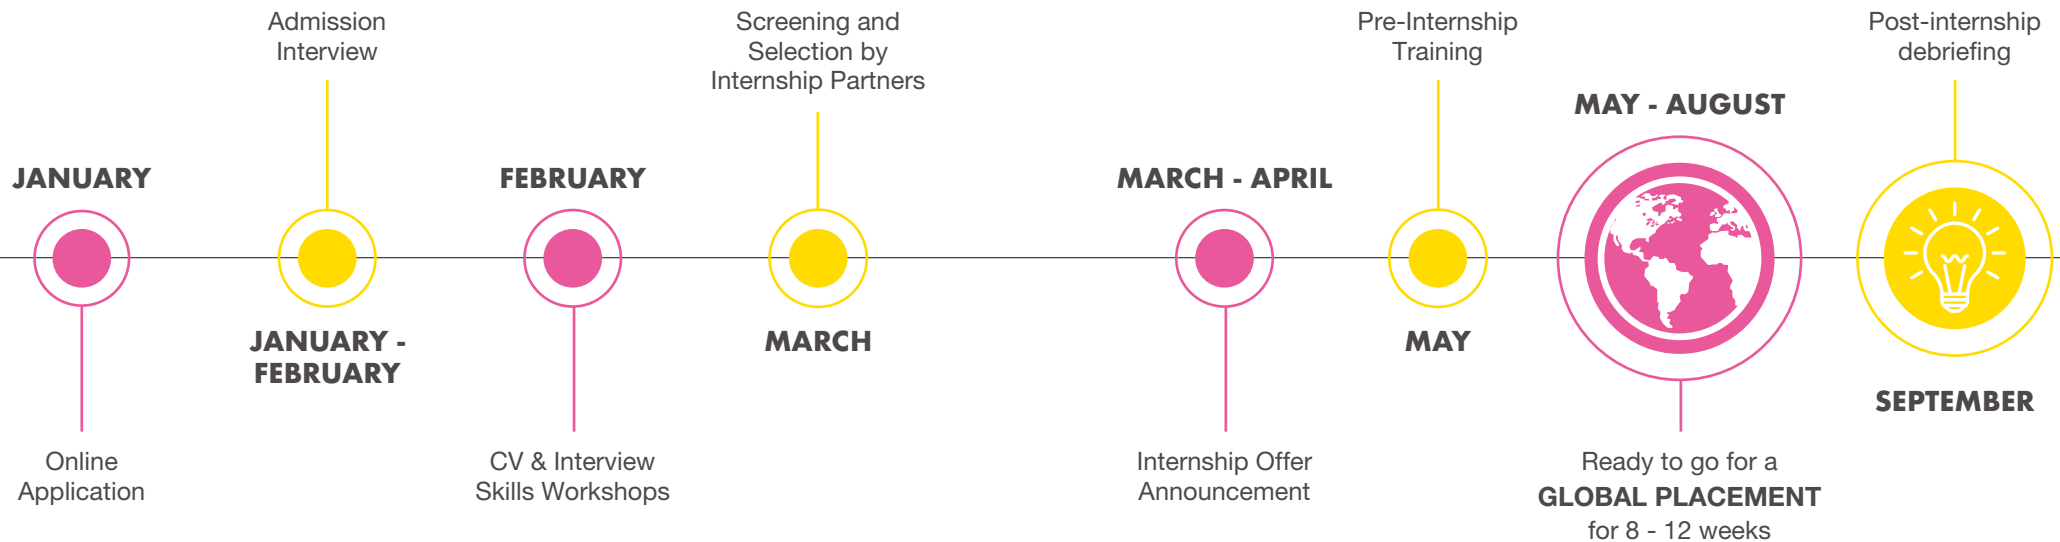 JANUARY
Online
Application
Admission
Interview
JANUARY -
FEBRUARY
FEBRUARY
CV & Interview
Skills Workshops
Screening and
Selection by
Internship Partners
MARCH
MARCH - APRIL
Internship Offer
Announcement
Pre-Internship
Training
MAY
MAY - AUGUST
Ready to go for a
GLOBAL PLACEMENT
for 8 - 12 weeks
Post-internship
debriefing
SEPTEMBER